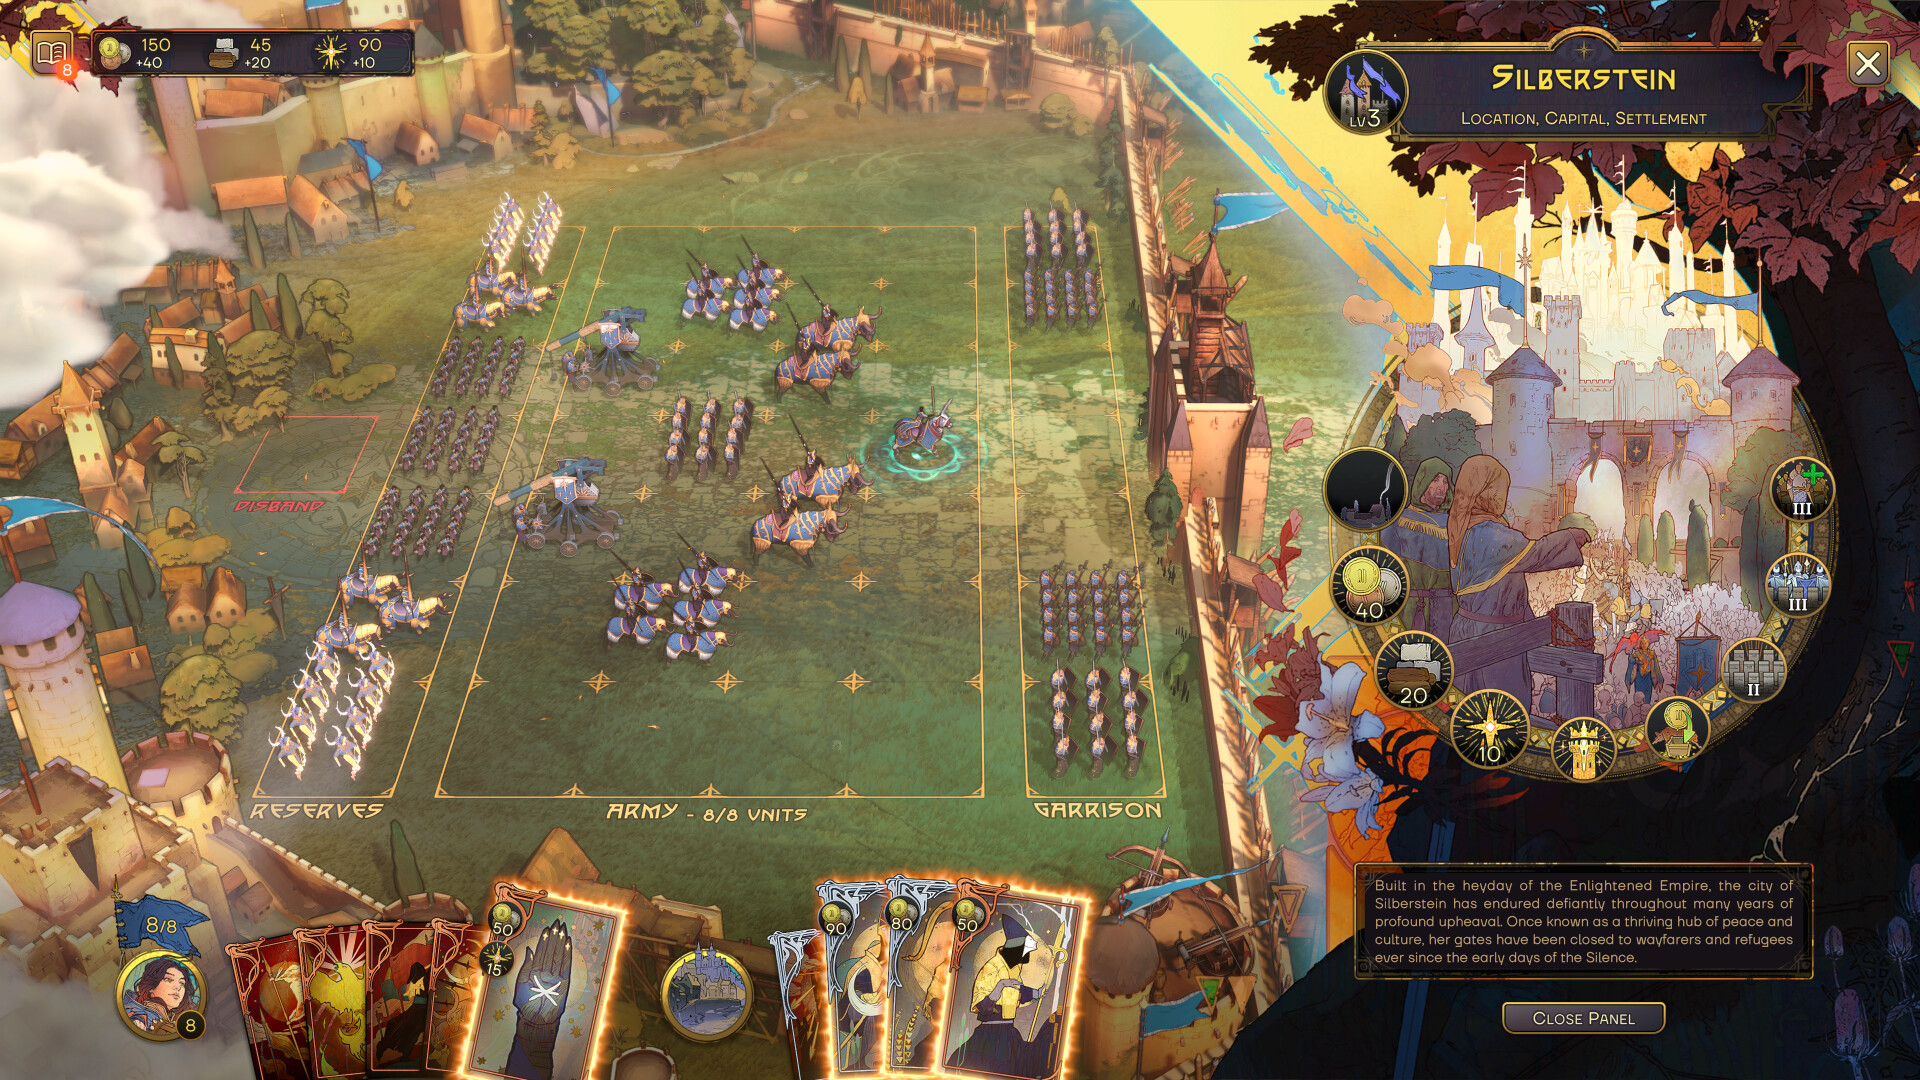 8
150
+40
45
+20
90
+10
SILBERSTEIN
LOCATION, CAPITAL, SETTLEMENT
LV 3
DISBAND
RESERVES
ARMY - 8/8 UNITS
GARRISON
III
III
II
40
20
10
8/8
8
50
15
90
80
50
Built in the heyday of the Enlightened Empire, the city of
Silberstein has endured defiantly throughout many years of
profound upheaval. Once known as a thriving hub of peace and
culture, her gates have been closed to wayfarers and refugees
ever since the early days of the Silence.
CLOSE PANEL